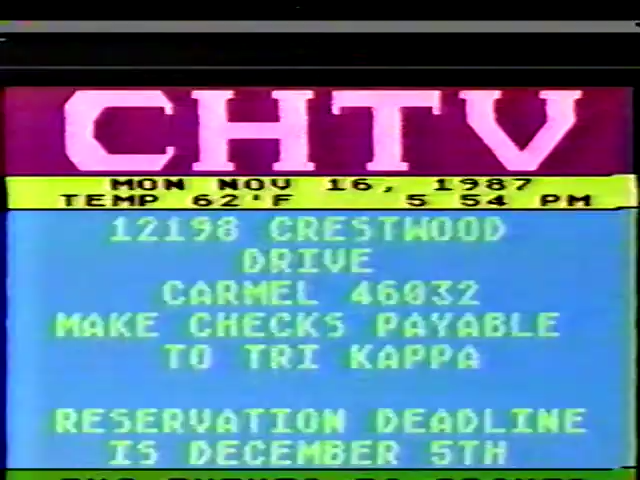 CHTV
MON NOV 16, 1987
TEMP 62°F 5 54 PM
12198 CRESTWOOD
DRIVE
CARMEL 46032
MAKE CHECKS PAYABLE
TO TRI KAPPA
RESERVATION DEADLINE
IS DECEMBER 5TH